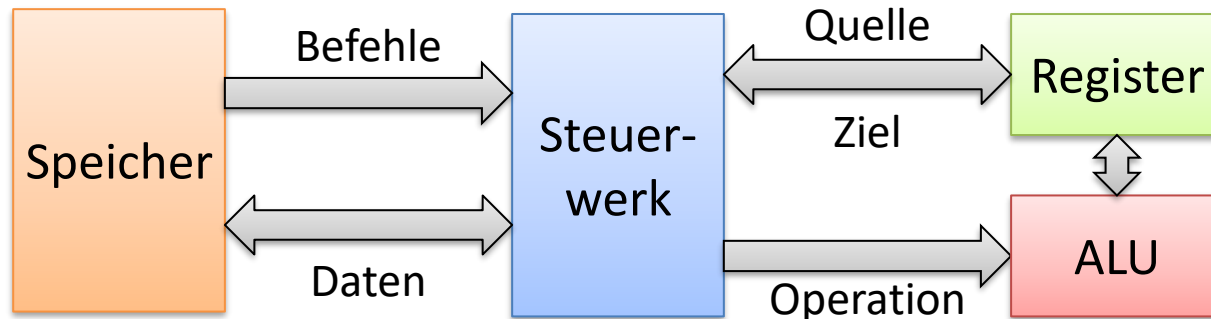 Speicher
Befehle
Daten
Steuer-
werk
Quelle
Ziel
Operation
Register
ALU